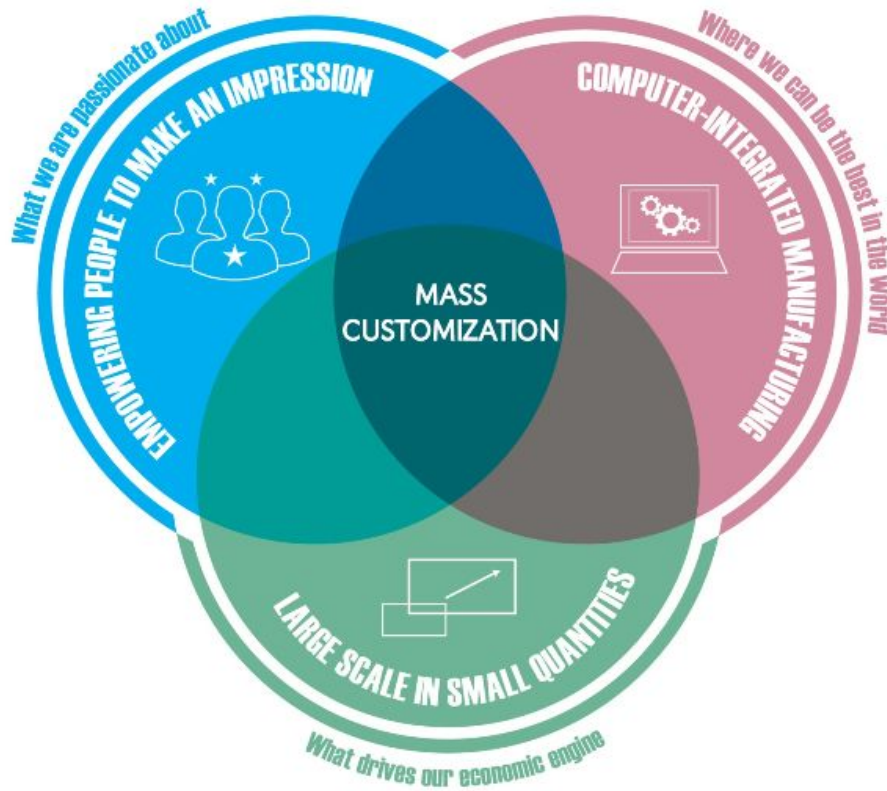 What we are passionate about
EMPOWERING PEOPLE TO MAKE AN IMPRESSION
Where we can be the best in the World
COMPUTER-INTEGRATED MANUFACTURING
MASS
CUSTOMIZATION
LARGE SCALE IN SMALL QUANTITIES
What drives our economic engine